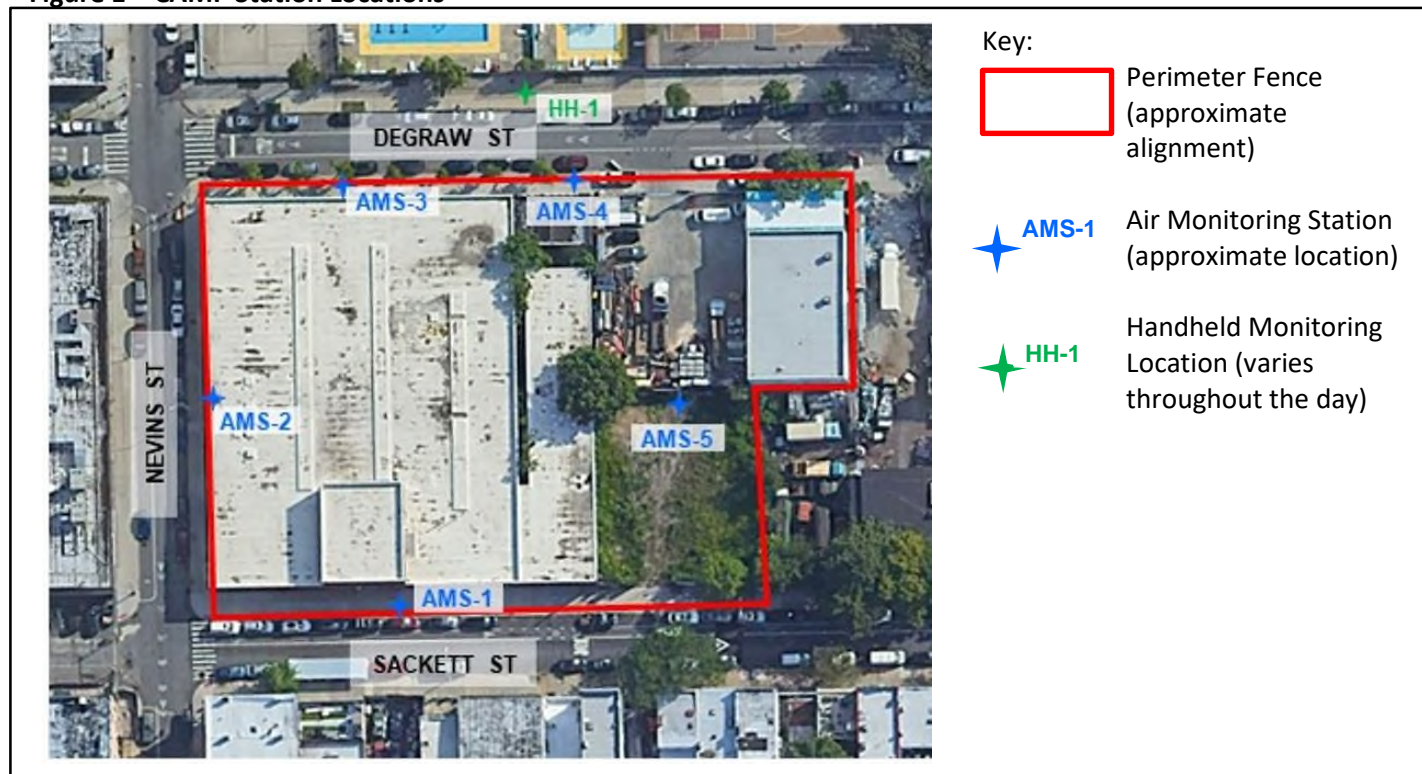 HH-1
DEGRAW ST
AMS-3
AMS-4
AMS-2
NEVINS ST
AMS-5
AMS-1
SACKETT ST
Key:
Perimeter Fence
(approximate
alignment)
AMS-1
Air Monitoring Station
(approximate location)
HH-1
Handheld Monitoring
Location (varies
throughout the day)